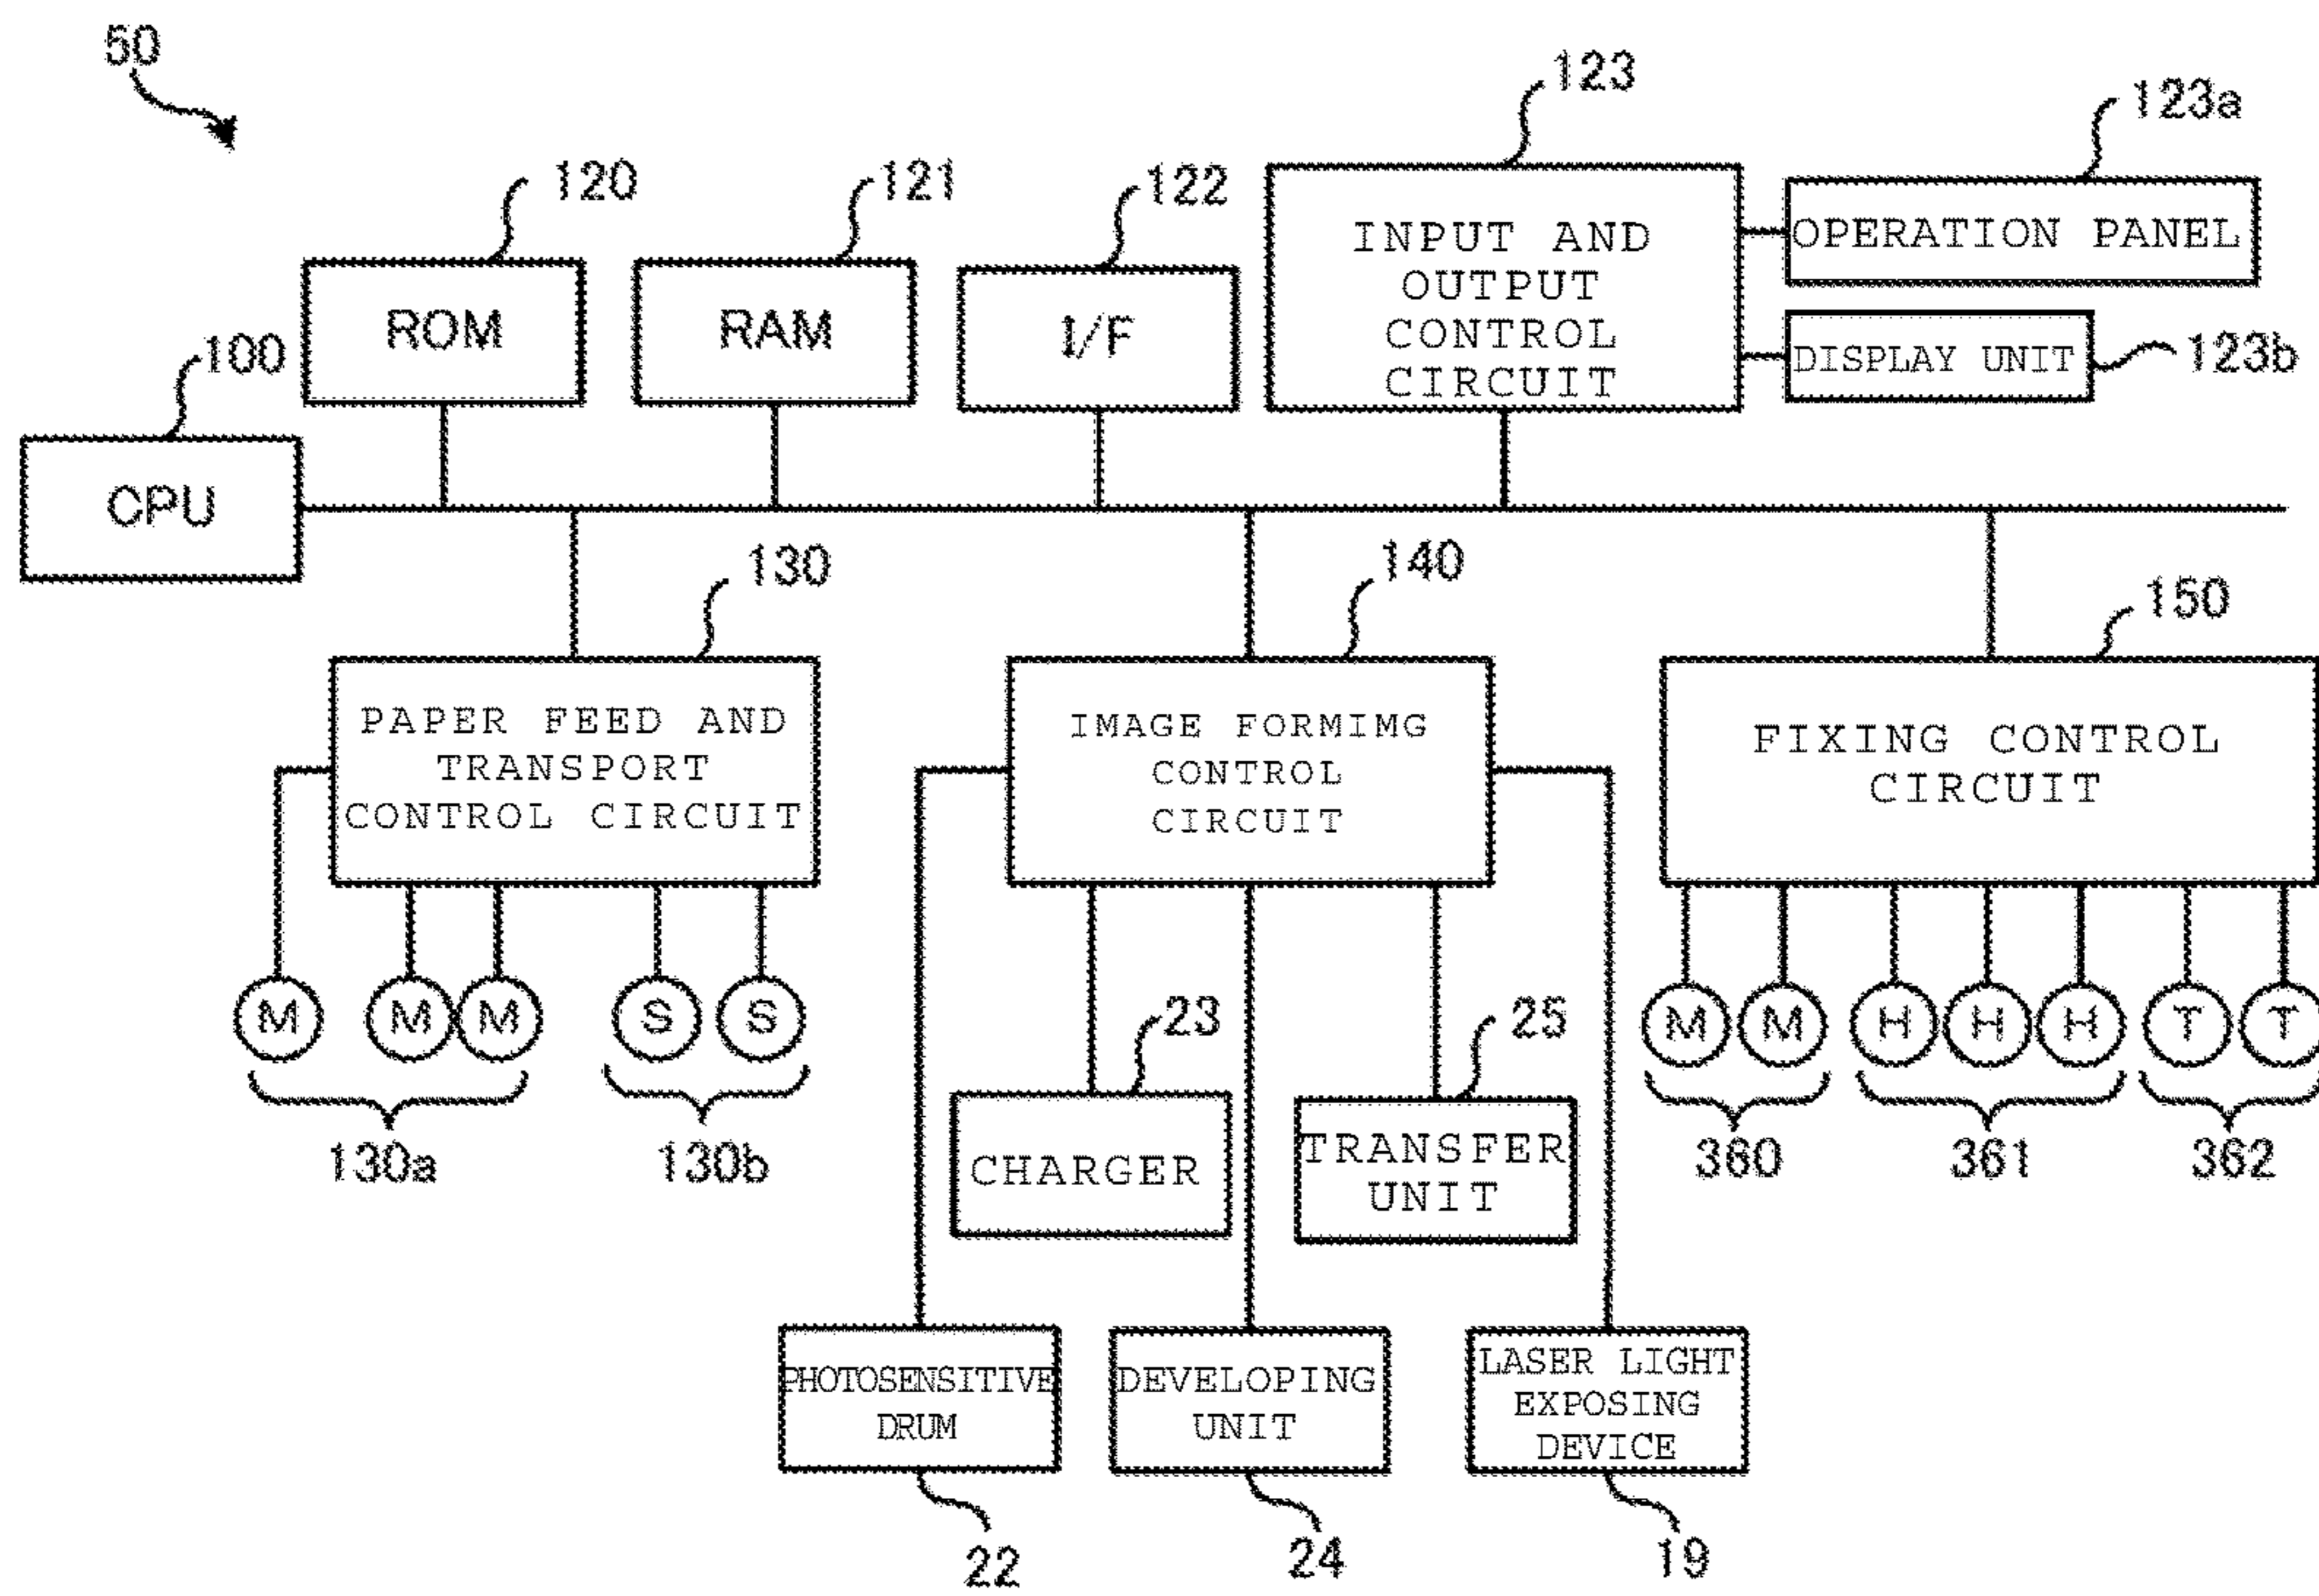 50
123
123a
120
121
122
INPUT AND
OUTPUT
CONTROL
CIRCUIT
OPERATION PANEL
ROM
RAM
I/F
DISPLAY UNIT
123b
100
CPU
130
140
150
PAPER FEED AND
TRANSPORT
CONTROL CIRCUIT
IMAGE FORMIMG
CONTROL
CIRCUIT
FIXING CONTROL
CIRCUIT
M
M
M
S
S
M
M
H
H
H
T
T
130a
130b
23
25
360
361
362
CHARGER
TRANSFER
UNIT
PHOTOSENSITIVE
DRUM
DEVELOPING
UNIT
LASER LIGHT
EXPOSING
DEVICE
22
24
19